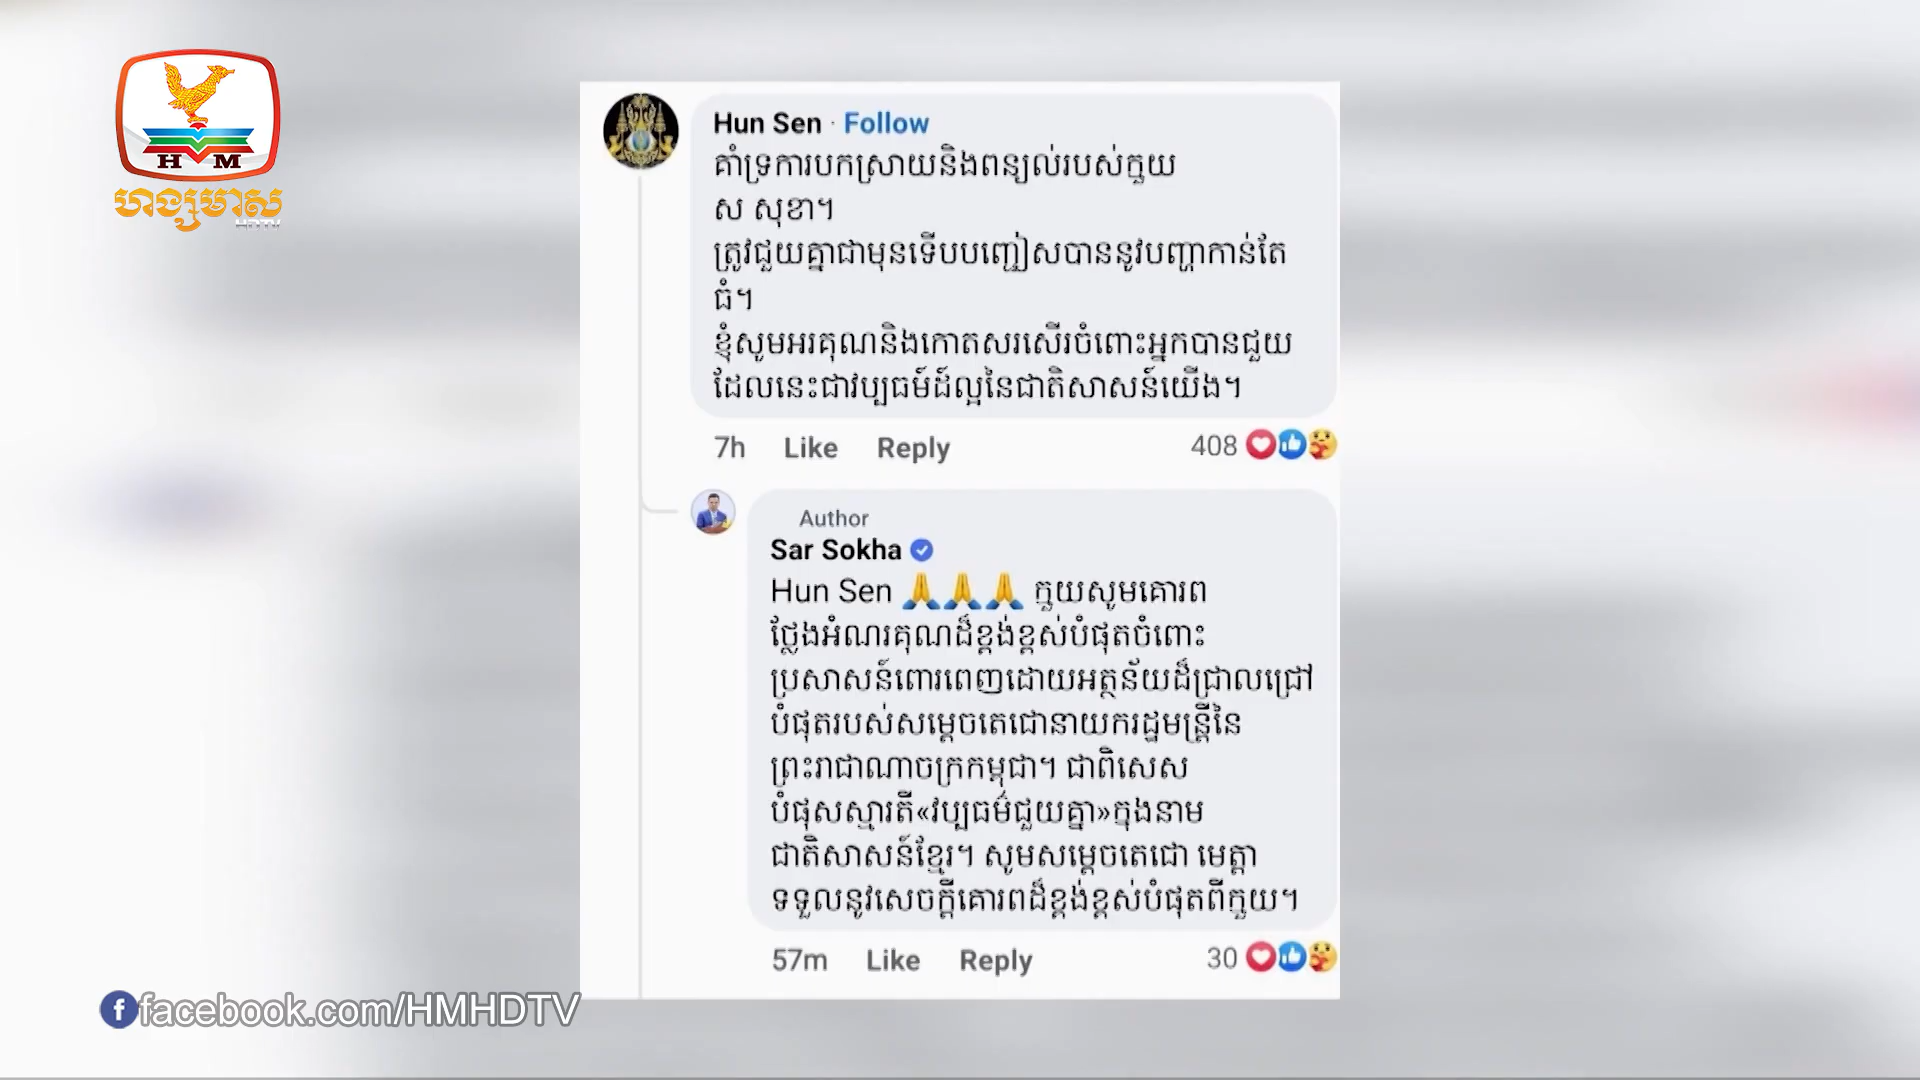 H M
ហង្សមាស
HDTV
Hun Sen · Follow
គាំទ្រការបកស្រាយនិងពន្យល់របស់ក្មួយ
ស សុខា។
ត្រូវជួយគ្នាជាមុនទើបបញ្ជៀសបាននូវបញ្ហាកាន់តែ
ធំ។
ខ្ញុំសូមអរគុណនិងកោតសរសើរចំពោះអ្នកបានជួយ
ដែលនេះជាវប្បធម៍ដ៍ល្អនៃជាតិសាសន៍យើង។
7h Like Reply 408
Author
Sar Sokha
Hun Sen 🙏🙏🙏 ក្មួយសូមគោរព
ថ្លែងអំណរគុណដ៏ខ្ពង់ខ្ពស់បំផុតចំពោះ
ប្រសាសន៍ពោរពេញដោយអត្ថន័យដ៏ជ្រាលជ្រៅ
បំផុតរបស់សម្តេចតេជោនាយករដ្ឋមន្ត្រីនៃ
ព្រះរាជាណាចក្រកម្ពុជា។ ជាពិសេស
បំផុសស្មារតី«វប្បធម៌ជួយគ្នា»ក្នុងនាម
ជាតិសាសន៍ខ្មែរ។ សូមសម្តេចតេជោ មេត្តា
ទទួលនូវសេចក្តីគោរពដ៏ខ្ពង់ខ្ពស់បំផុតពីក្មួយ។
57m Like Reply 30
facebook.com/HMHDTV